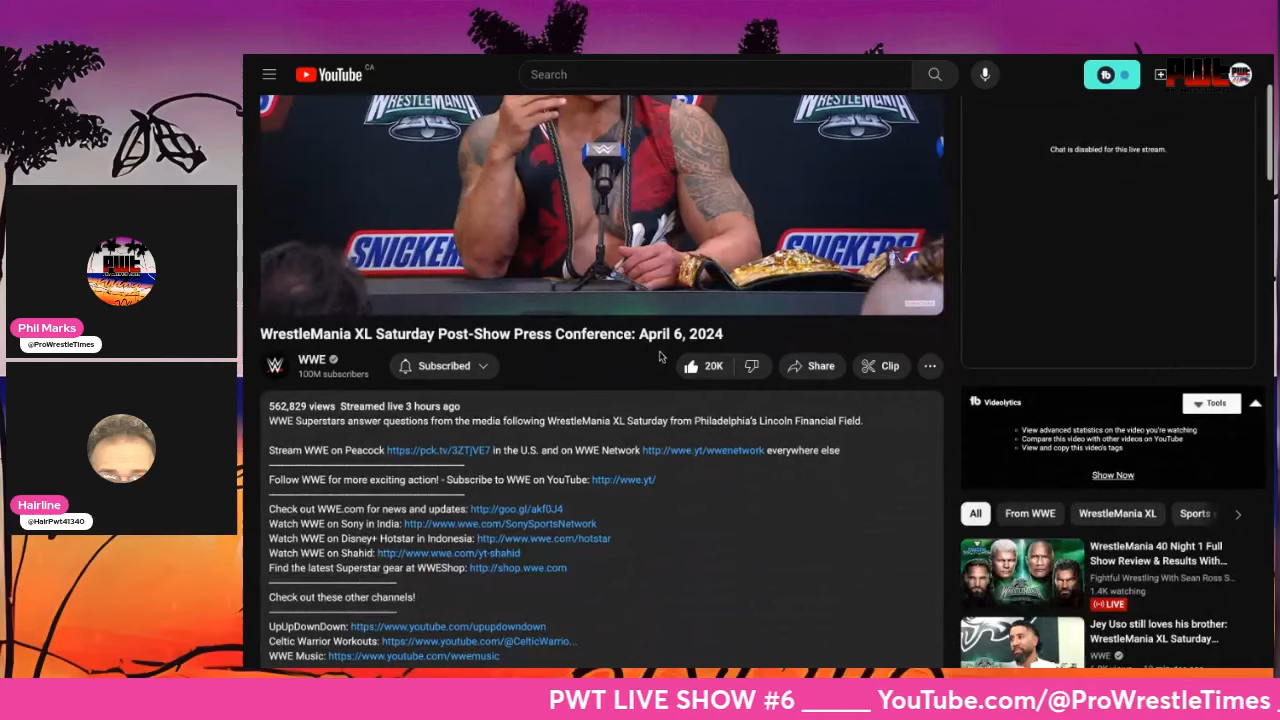 YouTube CA
Search
WRESTLEMANIA
WRESTLEMANIA
PWT
SNICKERS
SNICKERS
Chat is disabled for this live stream.
WrestleMania XL Saturday Post-Show Press Conference: April 6, 2024
WWE
100M subscribers
Subscribed
20K
Share
Clip
562,829 views Streamed live 3 hours ago
WWE Superstars answer questions from the media following WrestleMania XL Saturday from Philadelphia's Lincoln Financial Field.
Stream WWE on Peacock https://pck.tv/3ZTjVE7 in the U.S. and on WWE Network http://wwe.yt/wwenetwork everywhere else
Follow WWE for more exciting action! - Subscribe to WWE on YouTube: http://wwe.yt/
Check out WWE.com for news and updates: http://goo.gl/akf0J4
Watch WWE on Sony in India: http://www.wwe.com/SonySportsNetwork
Watch WWE on Disney+ Hotstar in Indonesia: http://www.wwe.com/hotstar
Watch WWE on Shahid: http://www.wwe.com/yt-shahid
Find the latest Superstar gear at WWEShop: http://shop.wwe.com
Check out these other channels!
UpUpDownDown: https://www.youtube.com/upupdowndown
Celtic Warrior Workouts: https://www.youtube.com/@CelticWarrio...
WWE Music: https://www.youtube.com/wwemusic
Videolytics
Tools
View advanced statistics on the video you're watching
Compare this video with other videos on YouTube
View and copy this video's tags
Show Now
All
From WWE
WrestleMania XL
Sports
WrestleMania 40 Night 1 Full
Show Review & Results With...
Fightful Wrestling With Sean Ross S...
1.4K watching
LIVE
Jey Uso still loves his brother:
WrestleMania XL Saturday...
WWE
PWT
Phil Marks
@ProWrestleTimes
Hairline
@HairPwt41340
PWT LIVE SHOW #6 _____ YouTube.com/@ProWrestleTimes